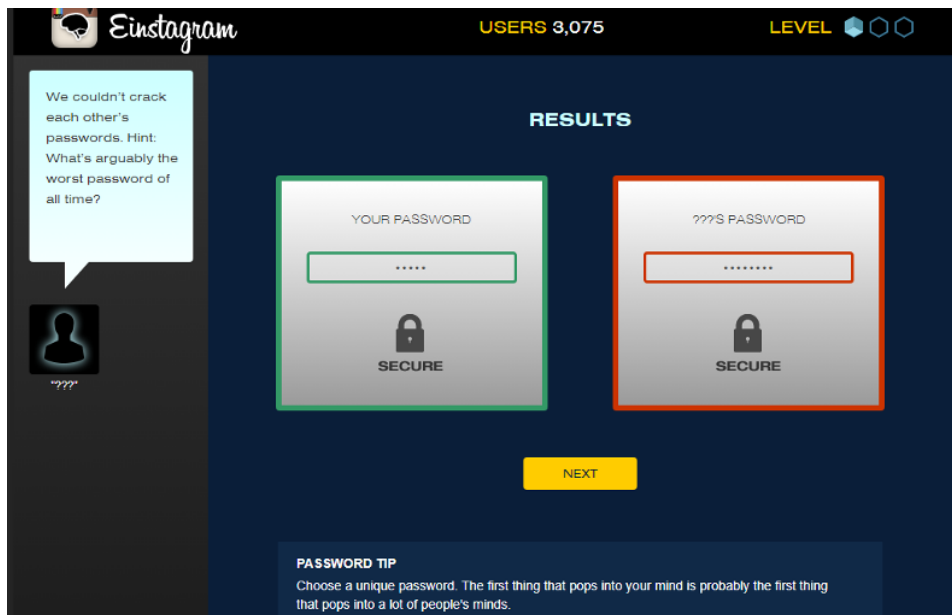 Einstagram
USERS 3,075
LEVEL
We couldn't crack
each other's
passwords. Hint:
What's arguably the
worst password of
all time?
"???"
RESULTS
YOUR PASSWORD
•••••
SECURE
???'S PASSWORD
••••••••
SECURE
NEXT
PASSWORD TIP
Choose a unique password. The first thing that pops into your mind is probably the first thing
that pops into a lot of people's minds.